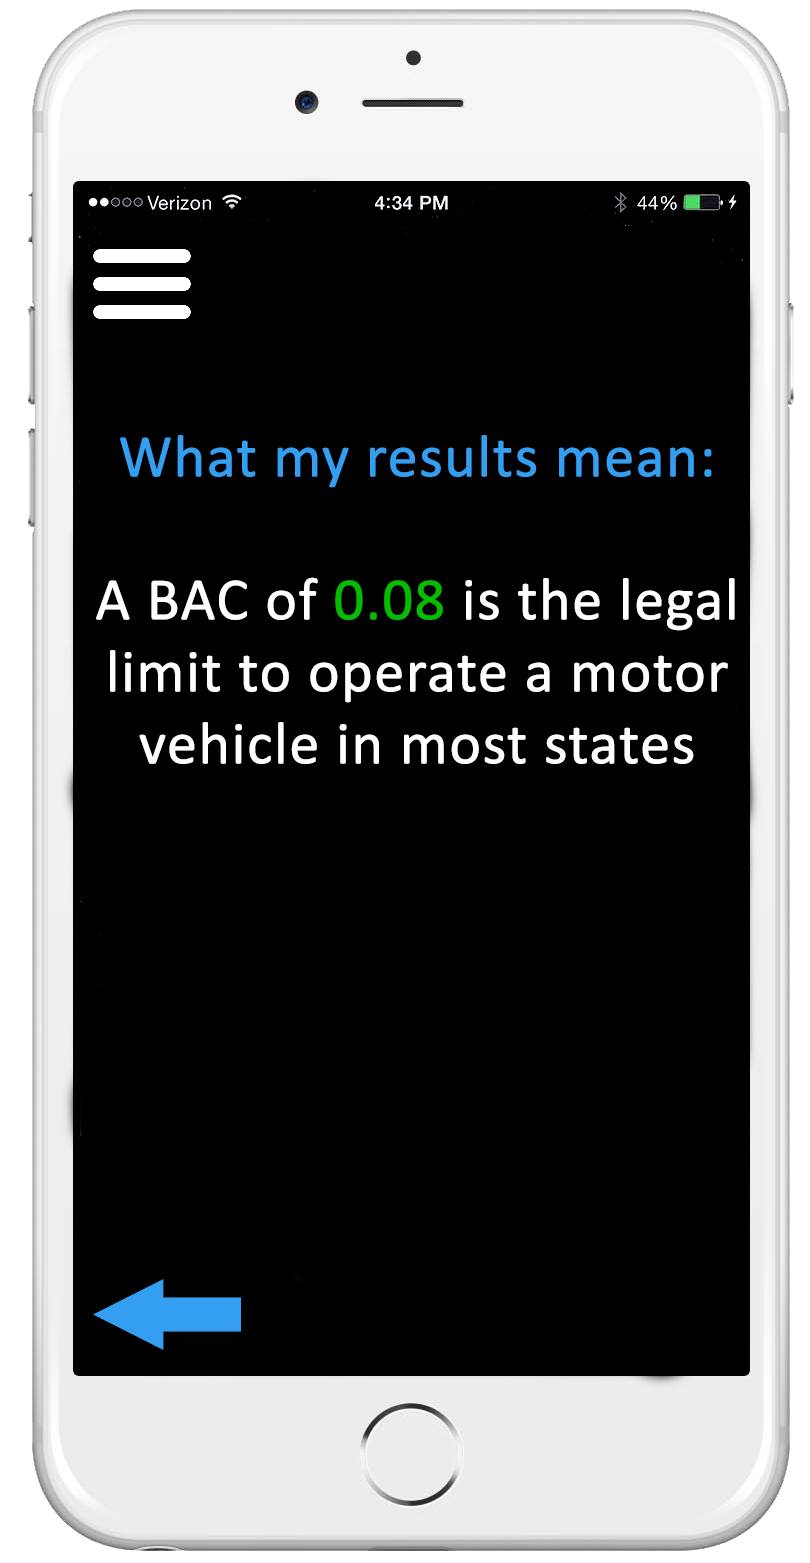 Verizon 4:34 PM 44%
What my results mean:
A BAC of 0.08 is the legal
limit to operate a motor
vehicle in most states